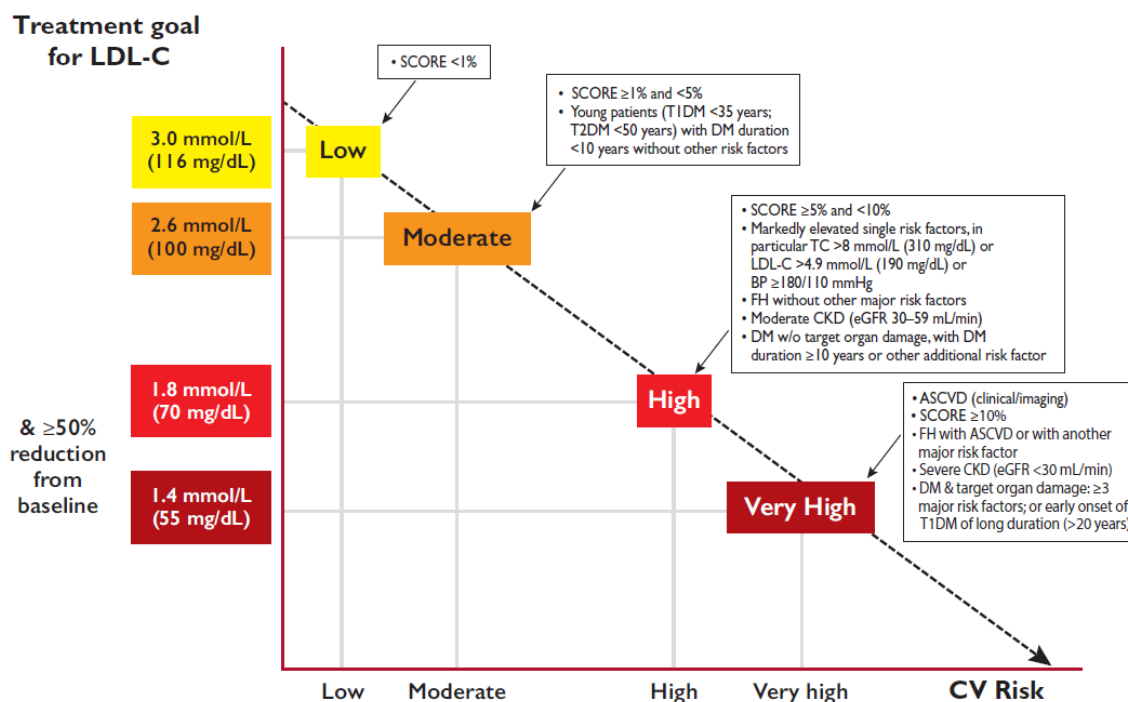 Treatment goal
for LDL-C
• SCORE <1%
• SCORE ≥1% and <5%
• Young patients (T1DM <35 years;
T2DM <50 years) with DM duration
<10 years without other risk factors
3.0 mmol/L
(116 mg/dL)
Low
2.6 mmol/L
(100 mg/dL)
Moderate
• SCORE ≥5% and <10%
• Markedly elevated single risk factors, in
particular TC >8 mmol/L (310 mg/dL) or
LDL-C >4.9 mmol/L (190 mg/dL) or
BP ≥180/110 mmHg
• FH without other major risk factors
• Moderate CKD (eGFR 30–59 mL/min)
• DM w/o target organ damage, with DM
duration ≥10 years or other additional risk factor
1.8 mmol/L
(70 mg/dL)
High
& ≥50%
reduction
from
baseline
1.4 mmol/L
(55 mg/dL)
Very High
• ASCVD (clinical/imaging)
• SCORE ≥10%
• FH with ASCVD or with another
major risk factor
• Severe CKD (eGFR <30 mL/min)
• DM & target organ damage: ≥3
major risk factors; or early onset of
T1DM of long duration (>20 years)
Low
Moderate
High
Very high
CV Risk